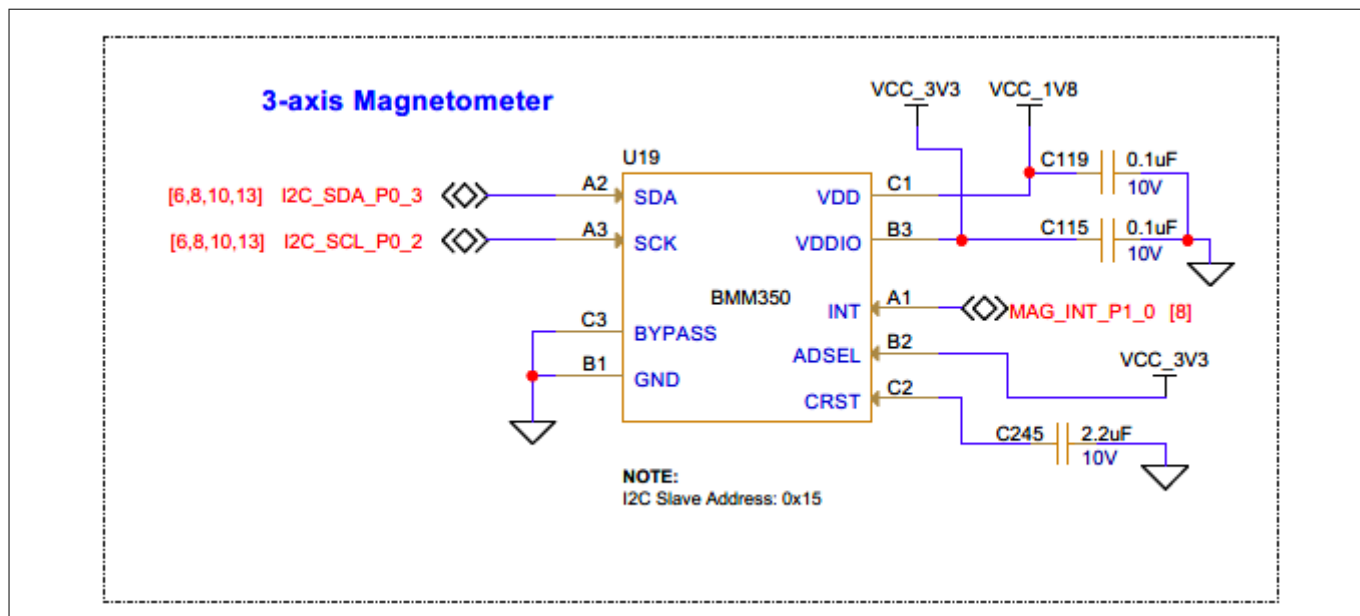 3-axis Magnetometer
VCC_3V3 VCC_1V8
U19
C119 0.1uF
10V
[6,8,10,13] I2C_SDA_P0_3 A2 SDA VDD C1
[6,8,10,13] I2C_SCL_P0_2 A3 SCK VDDIO B3 C115 0.1uF
10V
BMM350
INT A1 MAG_INT_P1_0 [8]
C3 BYPASS
ADSEL B2 VCC_3V3
B1 GND
CRST C2
C245 2.2uF
10V
NOTE:
I2C Slave Address: 0x15